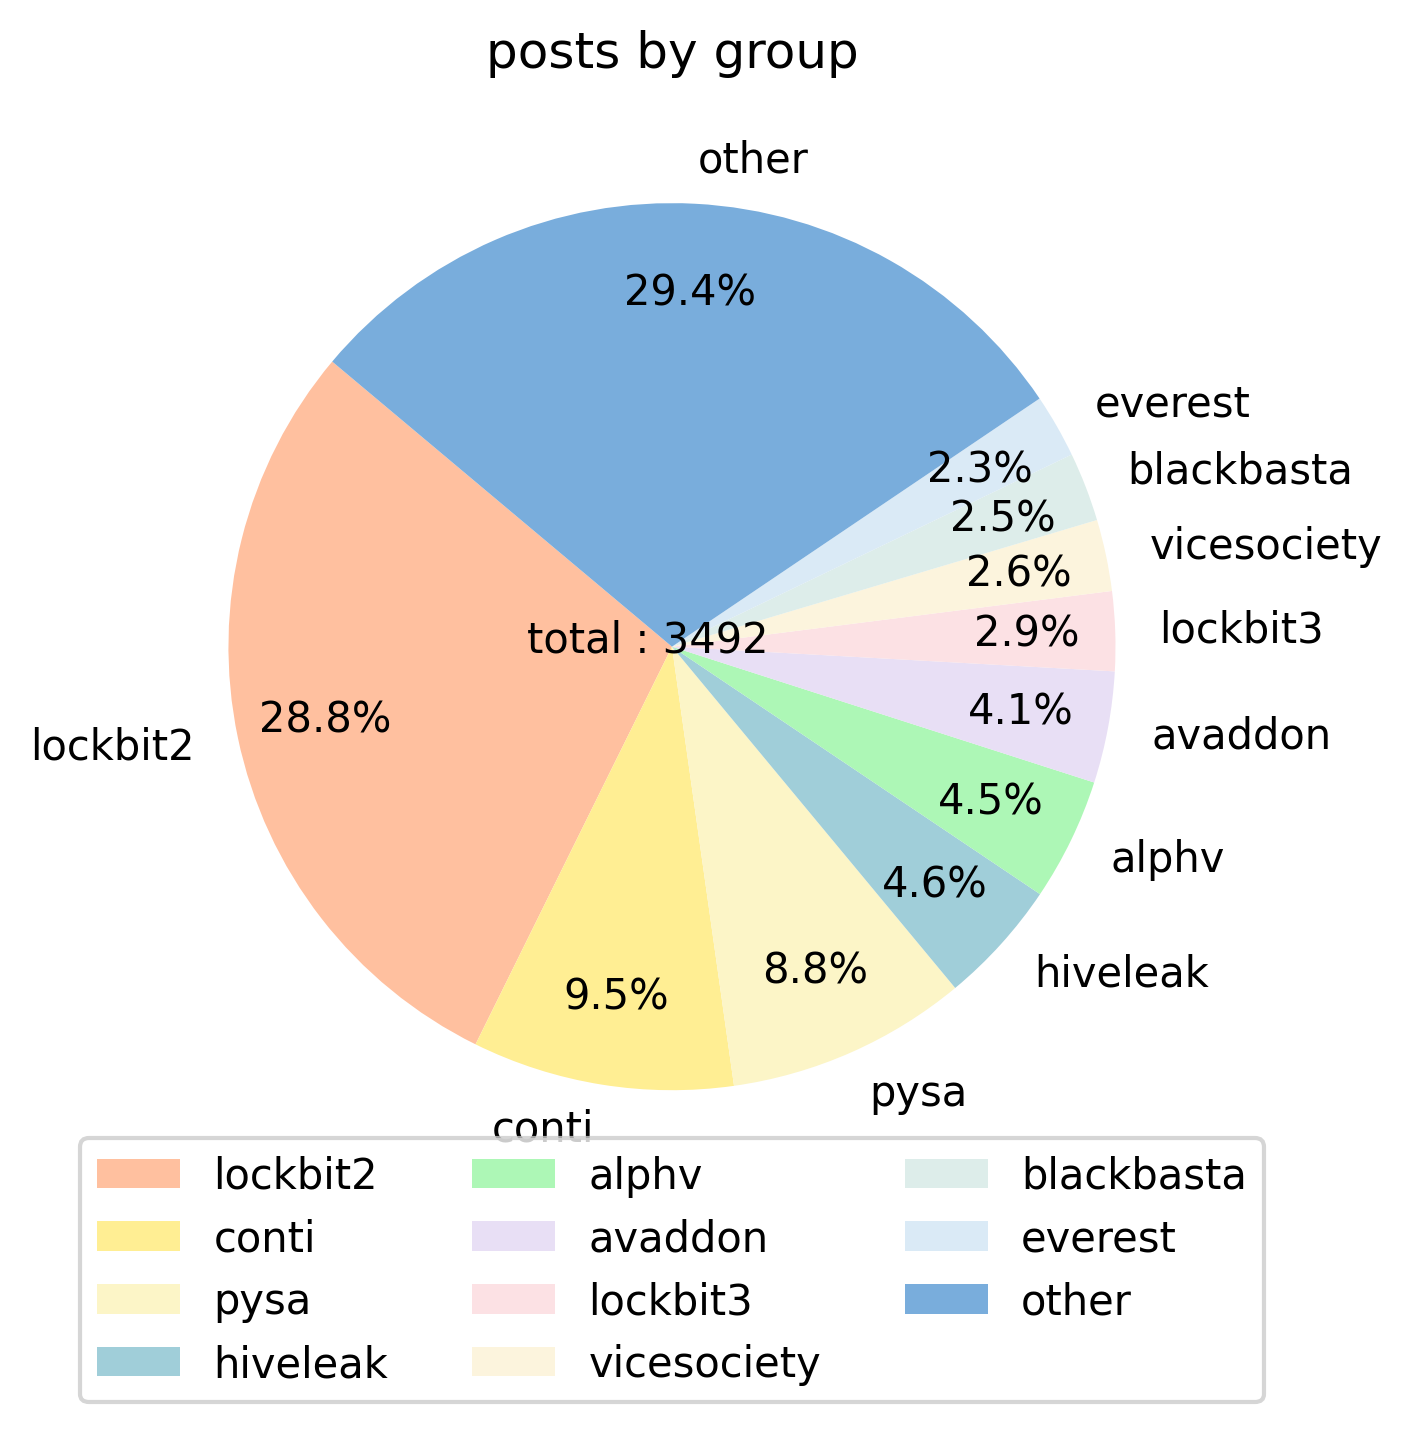 posts by group
other
29.4%
everest
2.3%
blackbasta
2.5%
vicesociety
2.6%
lockbit3
2.9%
total : 3492
avaddon
4.1%
lockbit2
28.8%
alphv
4.5%
hiveleak
4.6%
pysa
8.8%
conti
9.5%
lockbit2
conti
pysa
hiveleak
alphv
avaddon
lockbit3
vicesociety
blackbasta
everest
other